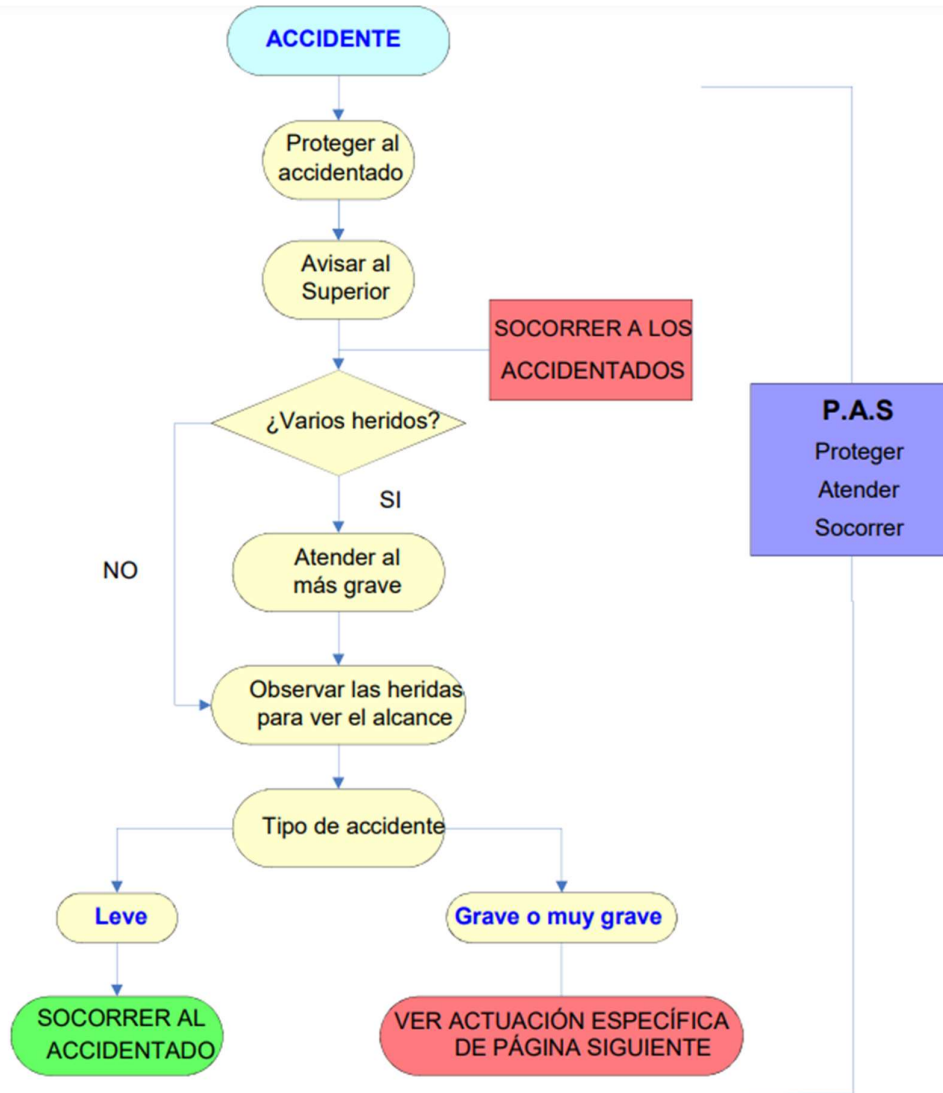 ACCIDENTE
Proteger al
accidentado
Avisar al
Superior
SOCORRER A LOS
ACCIDENTADOS
¿Varios heridos?
P.A.S
Proteger
Atender
Socorrer
SI
NO
Atender al
más grave
Observar las heridas
para ver el alcance
Tipo de accidente
Leve
Grave o muy grave
SOCORRER AL
ACCIDENTADO
VER ACTUACIÓN ESPECÍFICA
DE PÁGINA SIGUIENTE